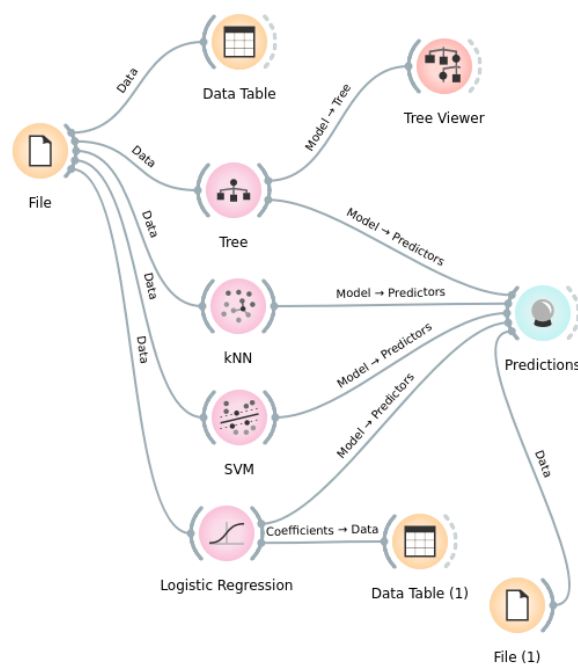 Data
Data Table
Model → Tree
Tree Viewer
File
Data
Tree
Data
Model → Predictors
Data
Model → Predictors
kNN
Model → Predictors
Predictions
Data
SVM
Model → Predictors
Data
Logistic Regression
Coefficients → Data
Data Table (1)
File (1)